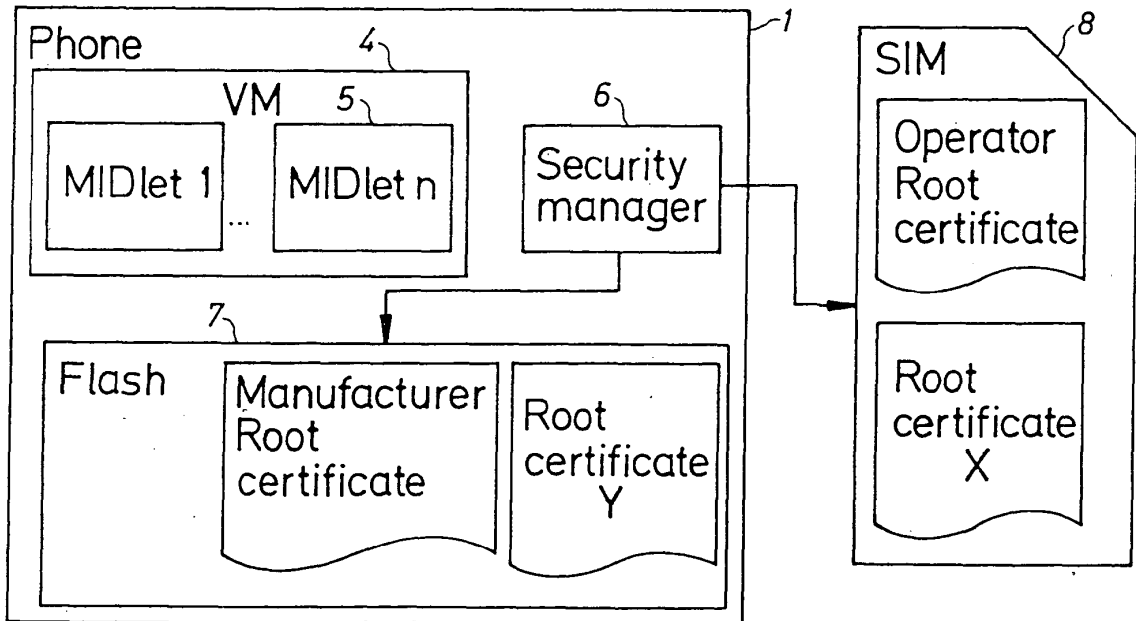 Phone
1
4
VM
5
MIDlet 1
...
MIDlet n
6
Security
manager
7
Flash
Manufacturer
Root
certificate
Root
certificate
Y
8
SIM
Operator
Root
certificate
Root
certificate
X